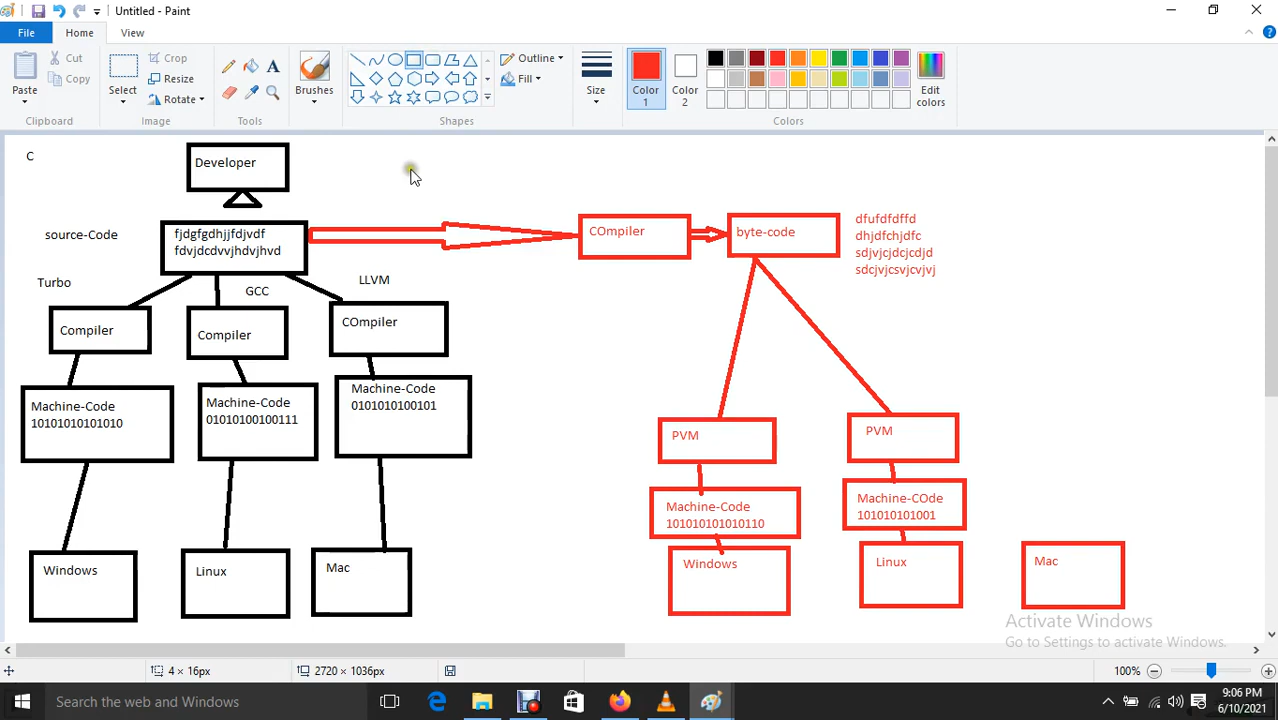 Untitled - Paint
File
Home
View
Paste
Cut
Copy
Clipboard
Select
Crop
Resize
Rotate
Image
A
Tools
Brushes
Outline
Fill
Shapes
Size
Color
1
Color
2
Edit
colors
Colors
C
Developer
source-Code
fjdgfgdhjjfdjvdf
fdvjdcdvvjhdvjhvd
COmpiler
byte-code
dfufdfdffd
dhjdfchjdfc
sdjvjcjdcjcdjd
sdcjvjcsvjcvjvj
Turbo
GCC
LLVM
Compiler
Compiler
COmpiler
Machine-Code
10101010101010
Machine-Code
01010100100111
Machine-Code
0101010100101
PVM
PVM
Machine-Code
101010101010110
Machine-COde
101010101001
Windows
Linux
Mac
Windows
Linux
Mac
Activate Windows
Go to Settings to activate Windows.
4 × 16px
2720 × 1036px
100%
Search the web and Windows
9:06 PM
6/10/2021